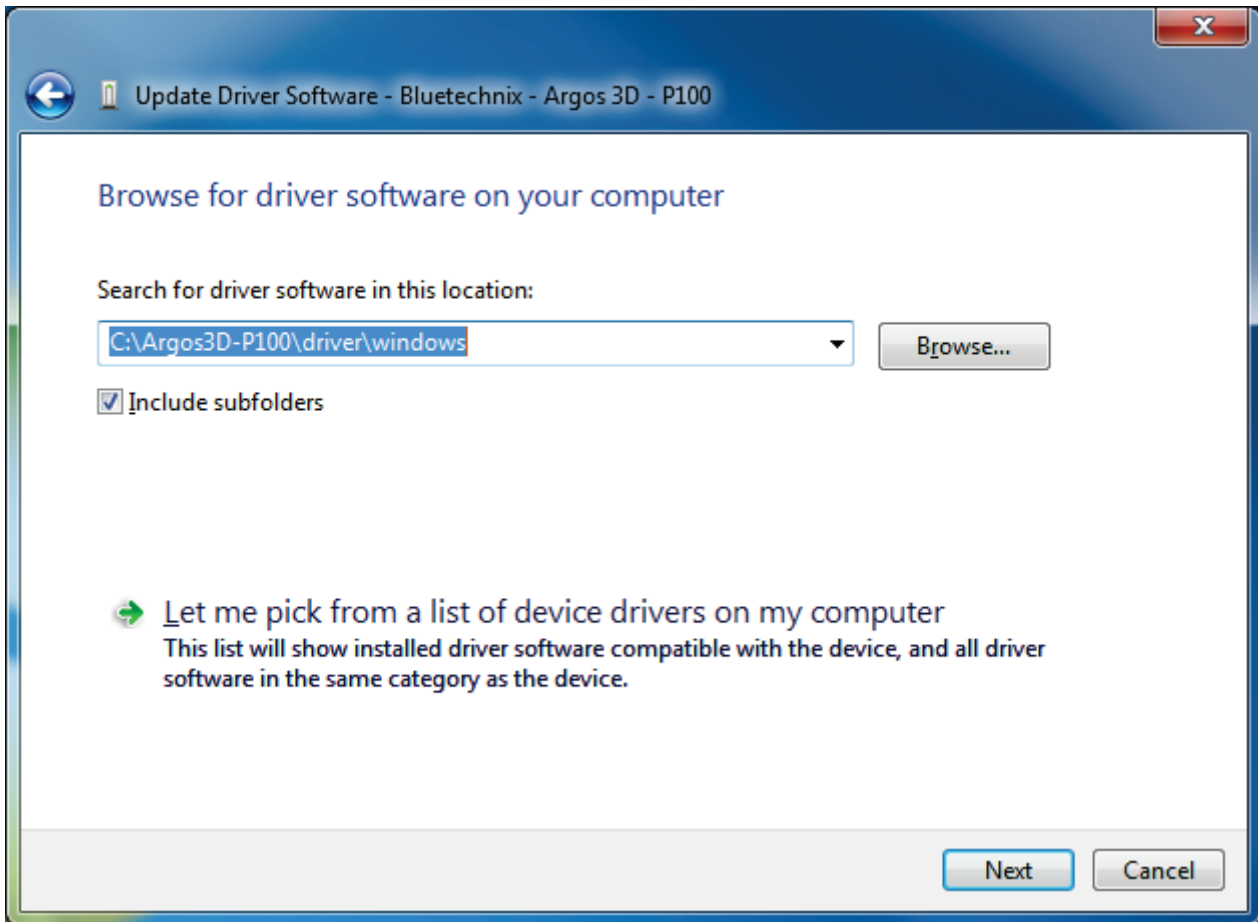 Update Driver Software - Bluetechnix - Argos 3D - P100
Browse for driver software on your computer
Search for driver software in this location:
C:\Argos3D-P100\driver\windows
Browse...
Include subfolders
Let me pick from a list of device drivers on my computer
This list will show installed driver software compatible with the device, and all driver
software in the same category as the device.
Next
Cancel